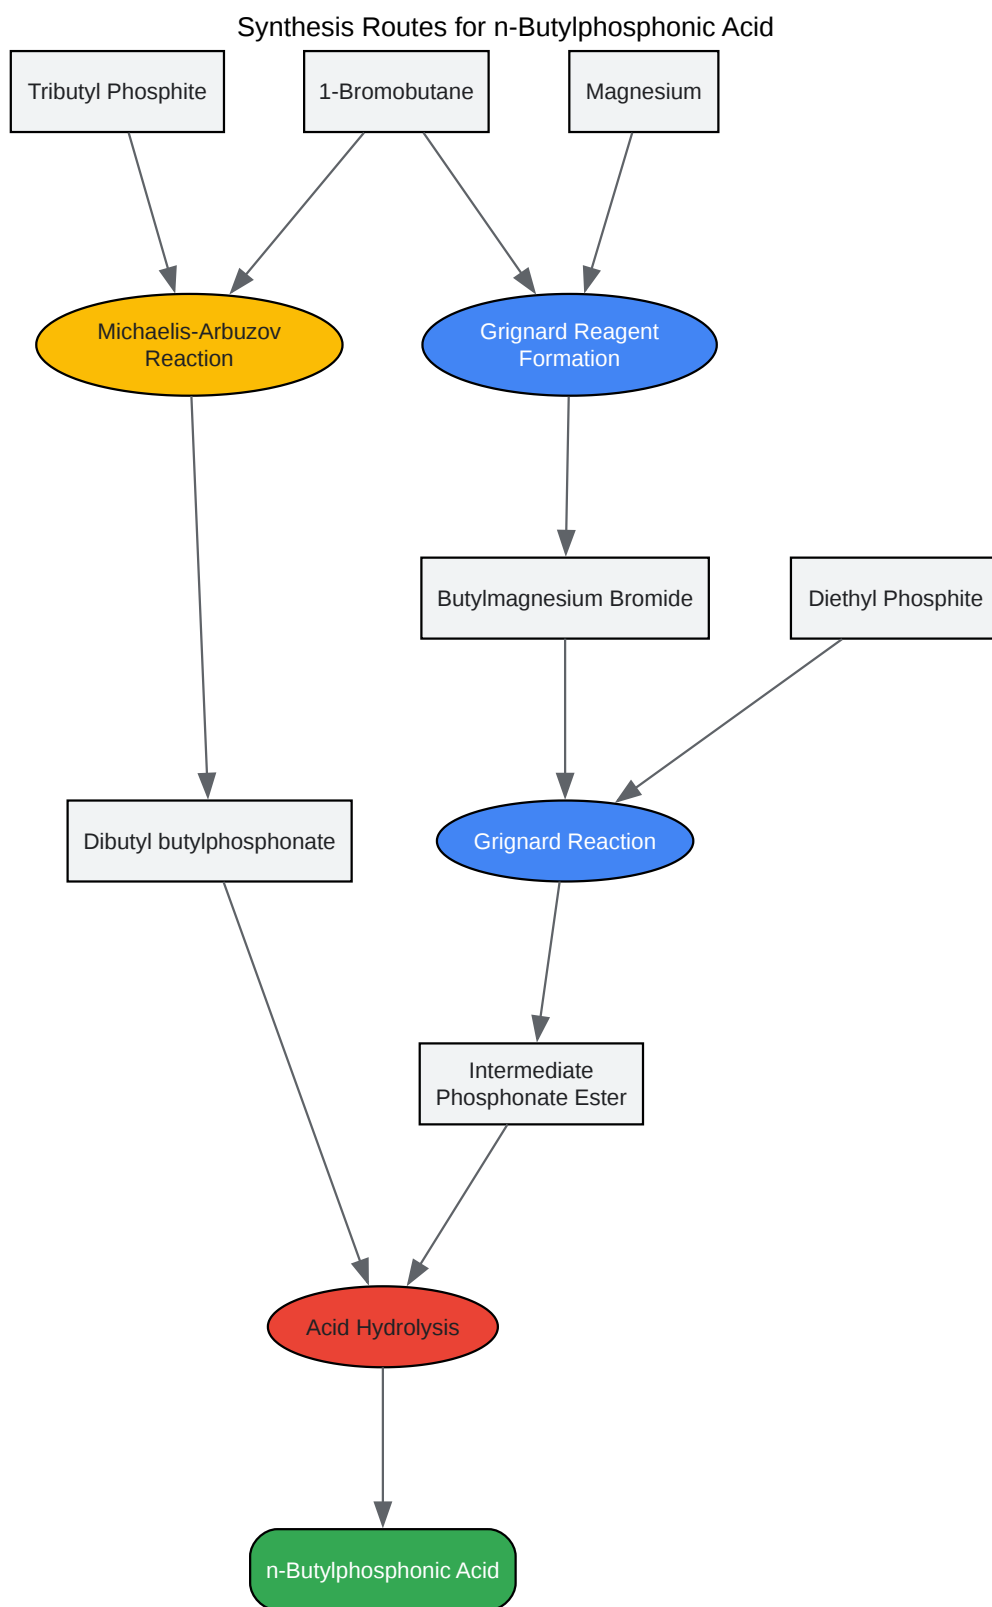 Synthesis Routes for n-Butylphosphonic Acid
Tributyl Phosphite
1-Bromobutane
Magnesium
Michaelis-Arbuzov
Reaction
Grignard Reagent
Formation
Butylmagnesium Bromide
Diethyl Phosphite
Dibutyl butylphosphonate
Grignard Reaction
Intermediate
Phosphonate Ester
Acid Hydrolysis
n-Butylphosphonic Acid